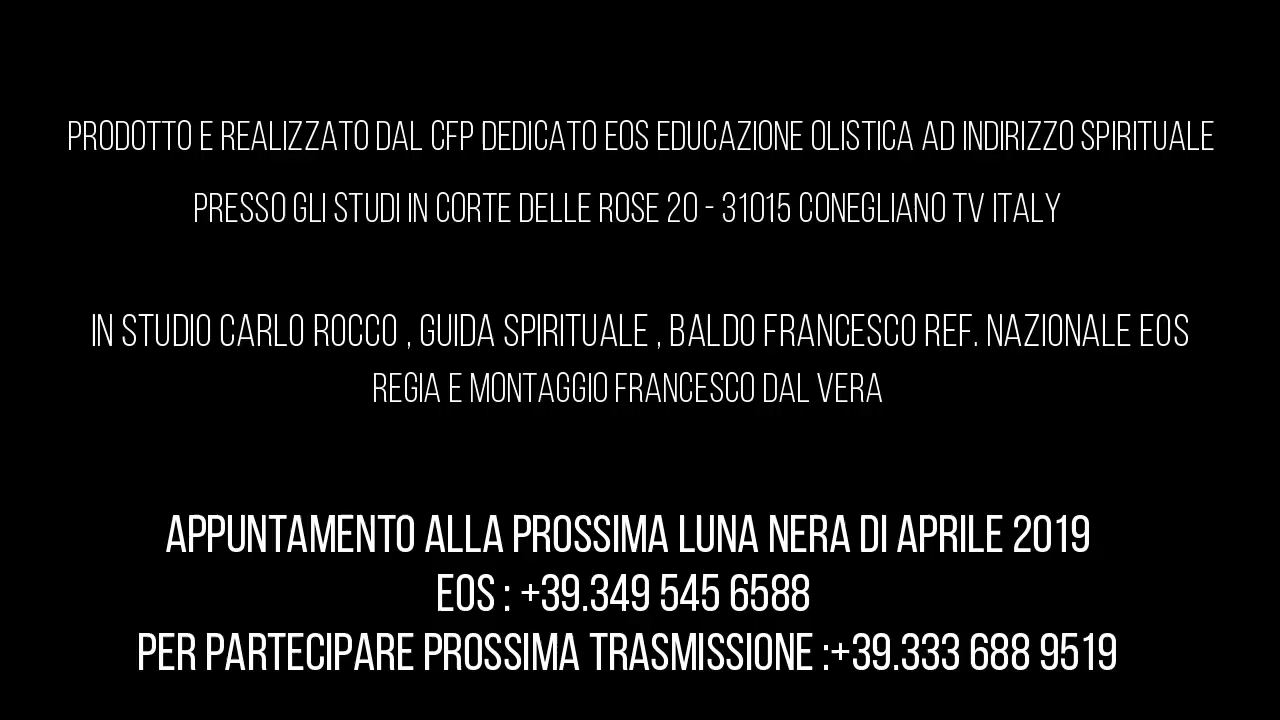 PRODOTTO E REALIZZATO DAL CFP DEDICATO EOS EDUCAZIONE OLISTICA AD INDIRIZZO SPIRITUALE
PRESSO GLI STUDI IN CORTE DELLE ROSE 20 - 31015 CONEGLIANO TV ITALY
IN STUDIO CARLO ROCCO , GUIDA SPIRITUALE , BALDO FRANCESCO REF. NAZIONALE EOS
REGIA E MONTAGGIO FRANCESCO DAL VERA
APPUNTAMENTO ALLA PROSSIMA LUNA NERA DI APRILE 2019
EOS : +39.349 545 6588
PER PARTECIPARE PROSSIMA TRASMISSIONE :+39.333 688 9519